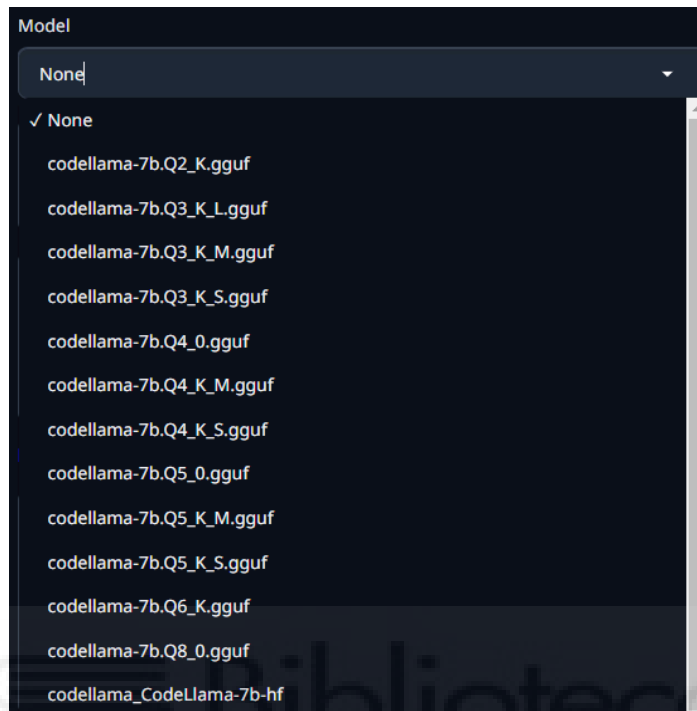 Model
None
✓ None
codellama-7b.Q2_K.gguf
codellama-7b.Q3_K_L.gguf
codellama-7b.Q3_K_M.gguf
codellama-7b.Q3_K_S.gguf
codellama-7b.Q4_0.gguf
codellama-7b.Q4_K_M.gguf
codellama-7b.Q4_K_S.gguf
codellama-7b.Q5_0.gguf
codellama-7b.Q5_K_M.gguf
codellama-7b.Q5_K_S.gguf
codellama-7b.Q6_K.gguf
codellama-7b.Q8_0.gguf
Biblioteca
codellama_CodeLlama-7b-hf